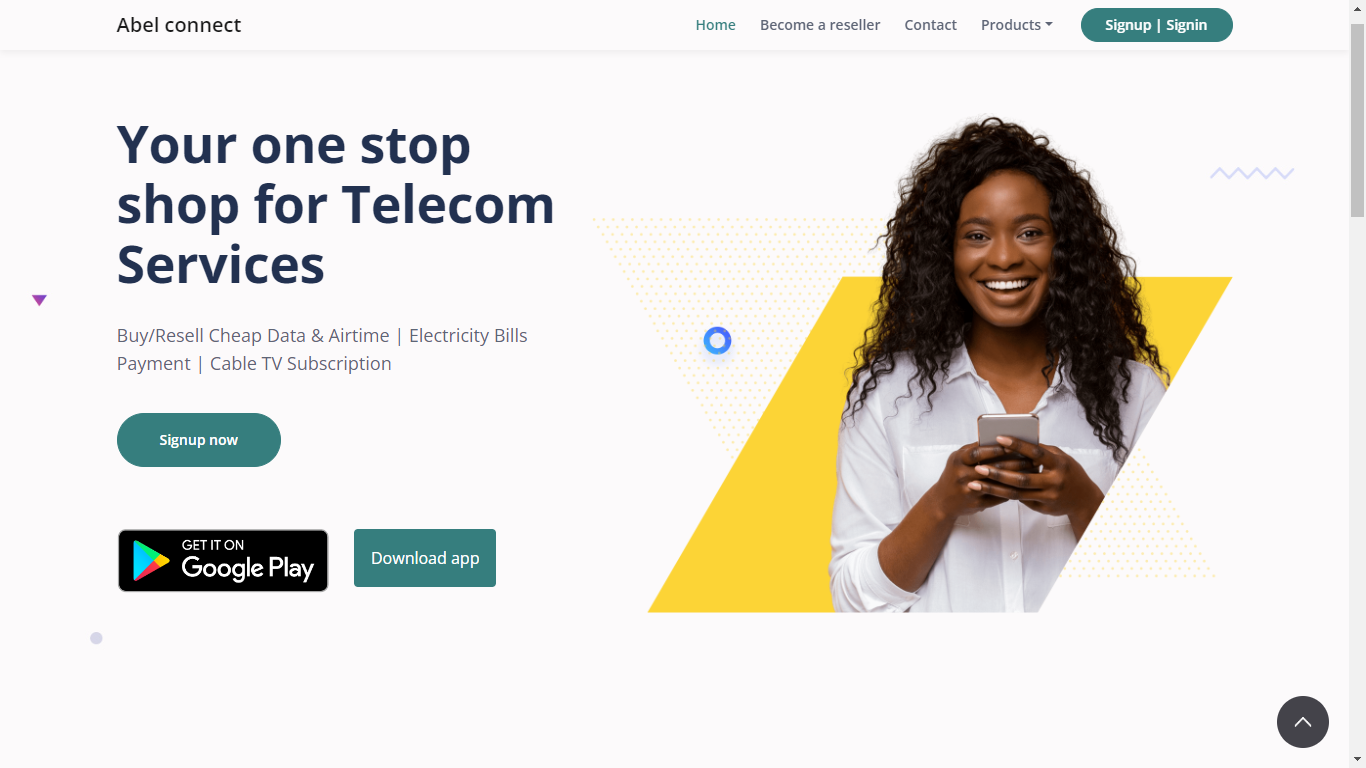 Abel connect
Home
Become a reseller
Contact
Products
Signup | Signin
Your one stop
shop for Telecom
Services
Buy/Resell Cheap Data & Airtime | Electricity Bills
Payment | Cable TV Subscription
Signup now
GET IT ON
Google Play
Download app